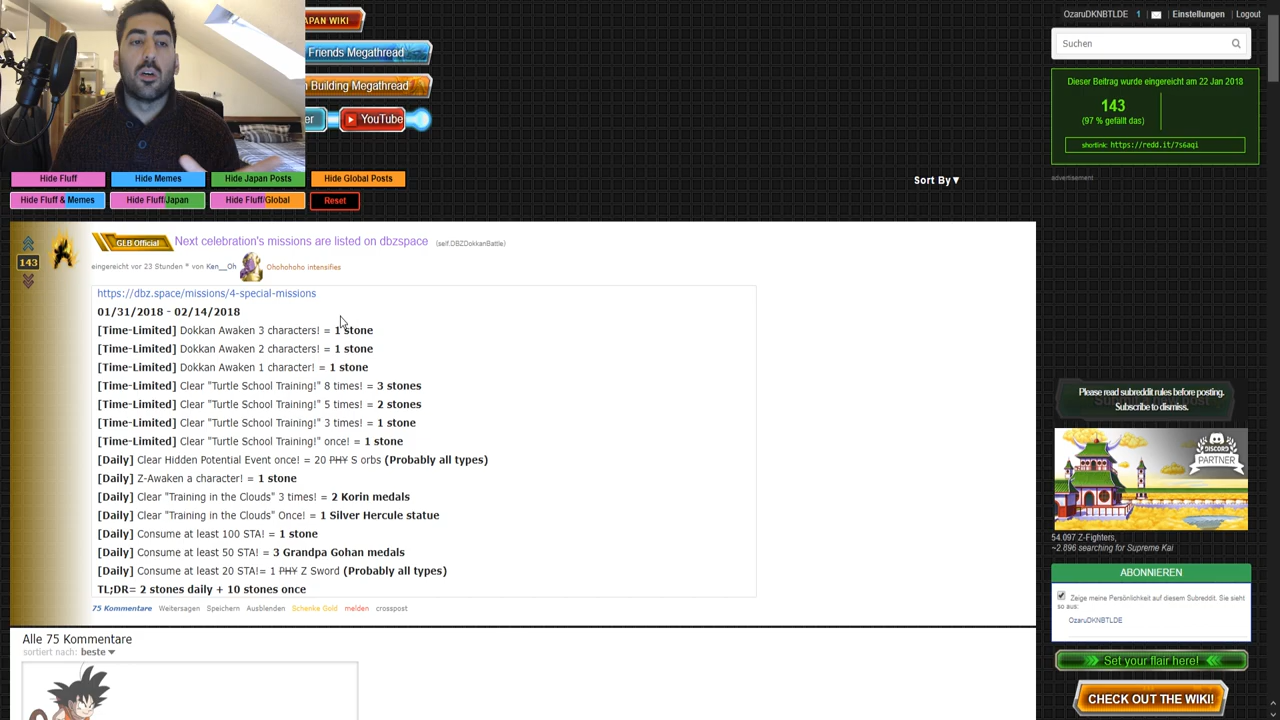 APAN WIKI
Friends Megathread
Building Megathread
er
YouTube
Hide Fluff
Hide Memes
Hide Japan Posts
Hide Global Posts
Hide Fluff & Memes
Hide Fluff/Japan
Hide Fluff/Global
Reset
Sort By▼
OzaruDKNBTLDE 1 | | Einstellungen | Logout
Suchen
Dieser Beitrag wurde eingereicht am 22 Jan 2018
143
(97 % gefällt das)
shortlink: https://redd.it/7s6aqi
advertisement
GLB Official Next celebration's missions are listed on dbzspace (self.DBZDokkanBattle)
143
eingereicht vor 23 Stunden * von Ken__Oh Ohohohoho intensifies
https://dbz.space/missions/4-special-missions
01/31/2018 - 02/14/2018
[Time-Limited] Dokkan Awaken 3 characters! = 1 stone
[Time-Limited] Dokkan Awaken 2 characters! = 1 stone
[Time-Limited] Dokkan Awaken 1 character! = 1 stone
[Time-Limited] Clear "Turtle School Training!" 8 times! = 3 stones
[Time-Limited] Clear "Turtle School Training!" 5 times! = 2 stones
[Time-Limited] Clear "Turtle School Training!" 3 times! = 1 stone
[Time-Limited] Clear "Turtle School Training!" once! = 1 stone
[Daily] Clear Hidden Potential Event once! = 20 PHY S orbs (Probably all types)
[Daily] Z-Awaken a character! = 1 stone
[Daily] Clear "Training in the Clouds" 3 times! = 2 Korin medals
[Daily] Clear "Training in the Clouds" Once! = 1 Silver Hercule statue
[Daily] Consume at least 100 STA! = 1 stone
[Daily] Consume at least 50 STA! = 3 Grandpa Gohan medals
[Daily] Consume at least 20 STA!= 1 PHY Z Sword (Probably all types)
TL;DR= 2 stones daily + 10 stones once
75 Kommentare Weitersagen Speichern Ausblenden Schenke Gold melden crosspost
Alle 75 Kommentare
sortiert nach: beste ▼
Please read subreddit rules before posting.
Subscribe to dismiss.
DISCORD
PARTNER
54.097 Z-Fighters,
~2.896 searching for Supreme Kai
ABONNIEREN
Zeige meine Persönlichkeit auf diesem Subreddit. Sie sieht
so aus:
OzaruDKNBTLDE
Set your flair here!
CHECK OUT THE WIKI!